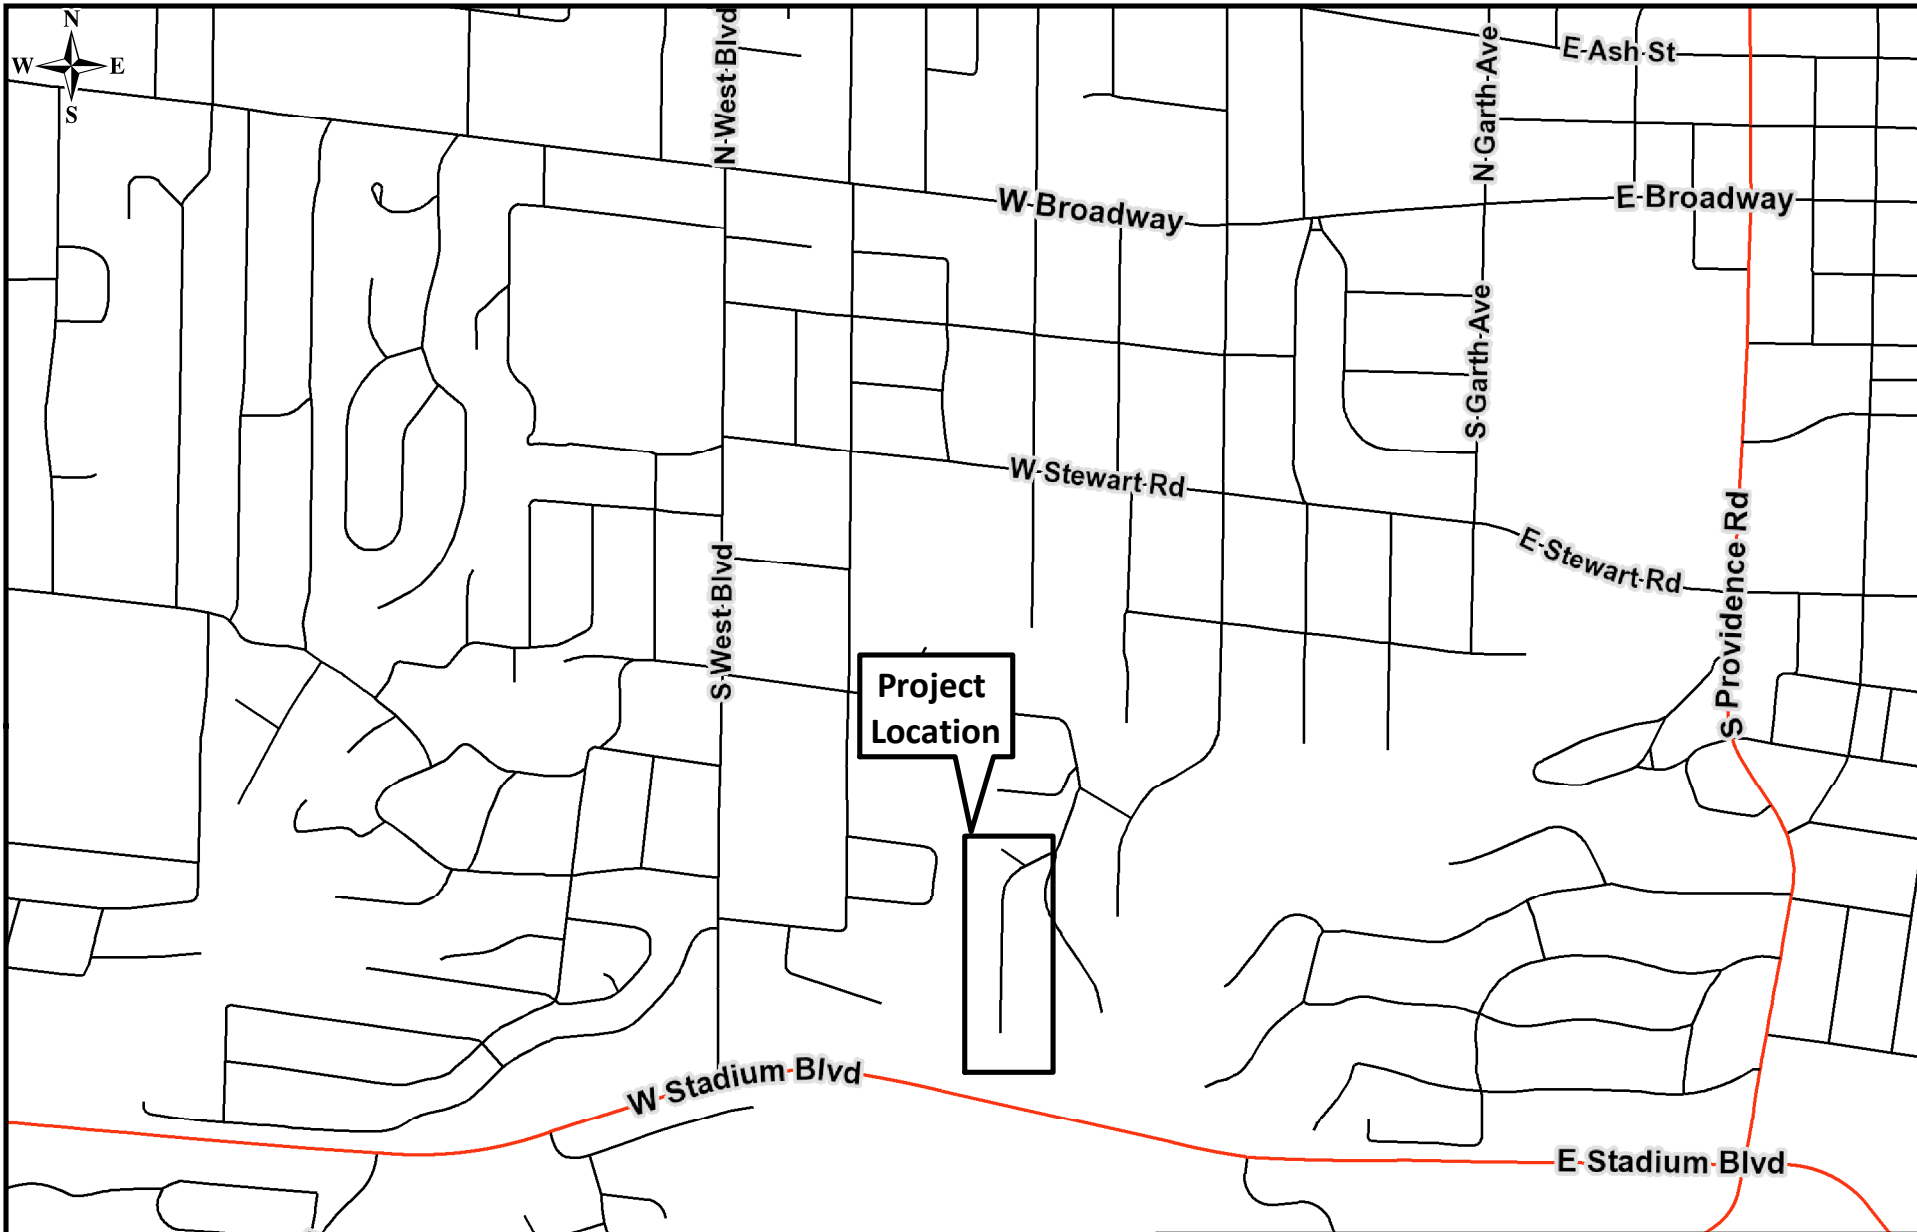 N
W E
S
N West Blvd
N Garth Ave
E Ash St
W Broadway
E Broadway
S Garth Ave
W Stewart Rd
E Stewart Rd
S West Blvd
S Providence Rd
Project
Location
W Stadium Blvd
E Stadium Blvd